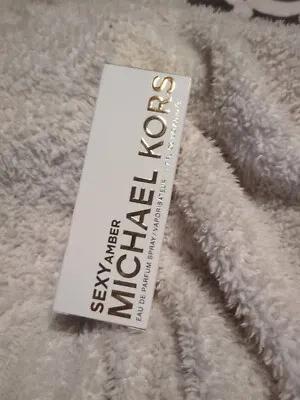 SEXY AMBER
MICHAEL KORS
EAU DE PARFUM SPRAY / VAPORISATEUR